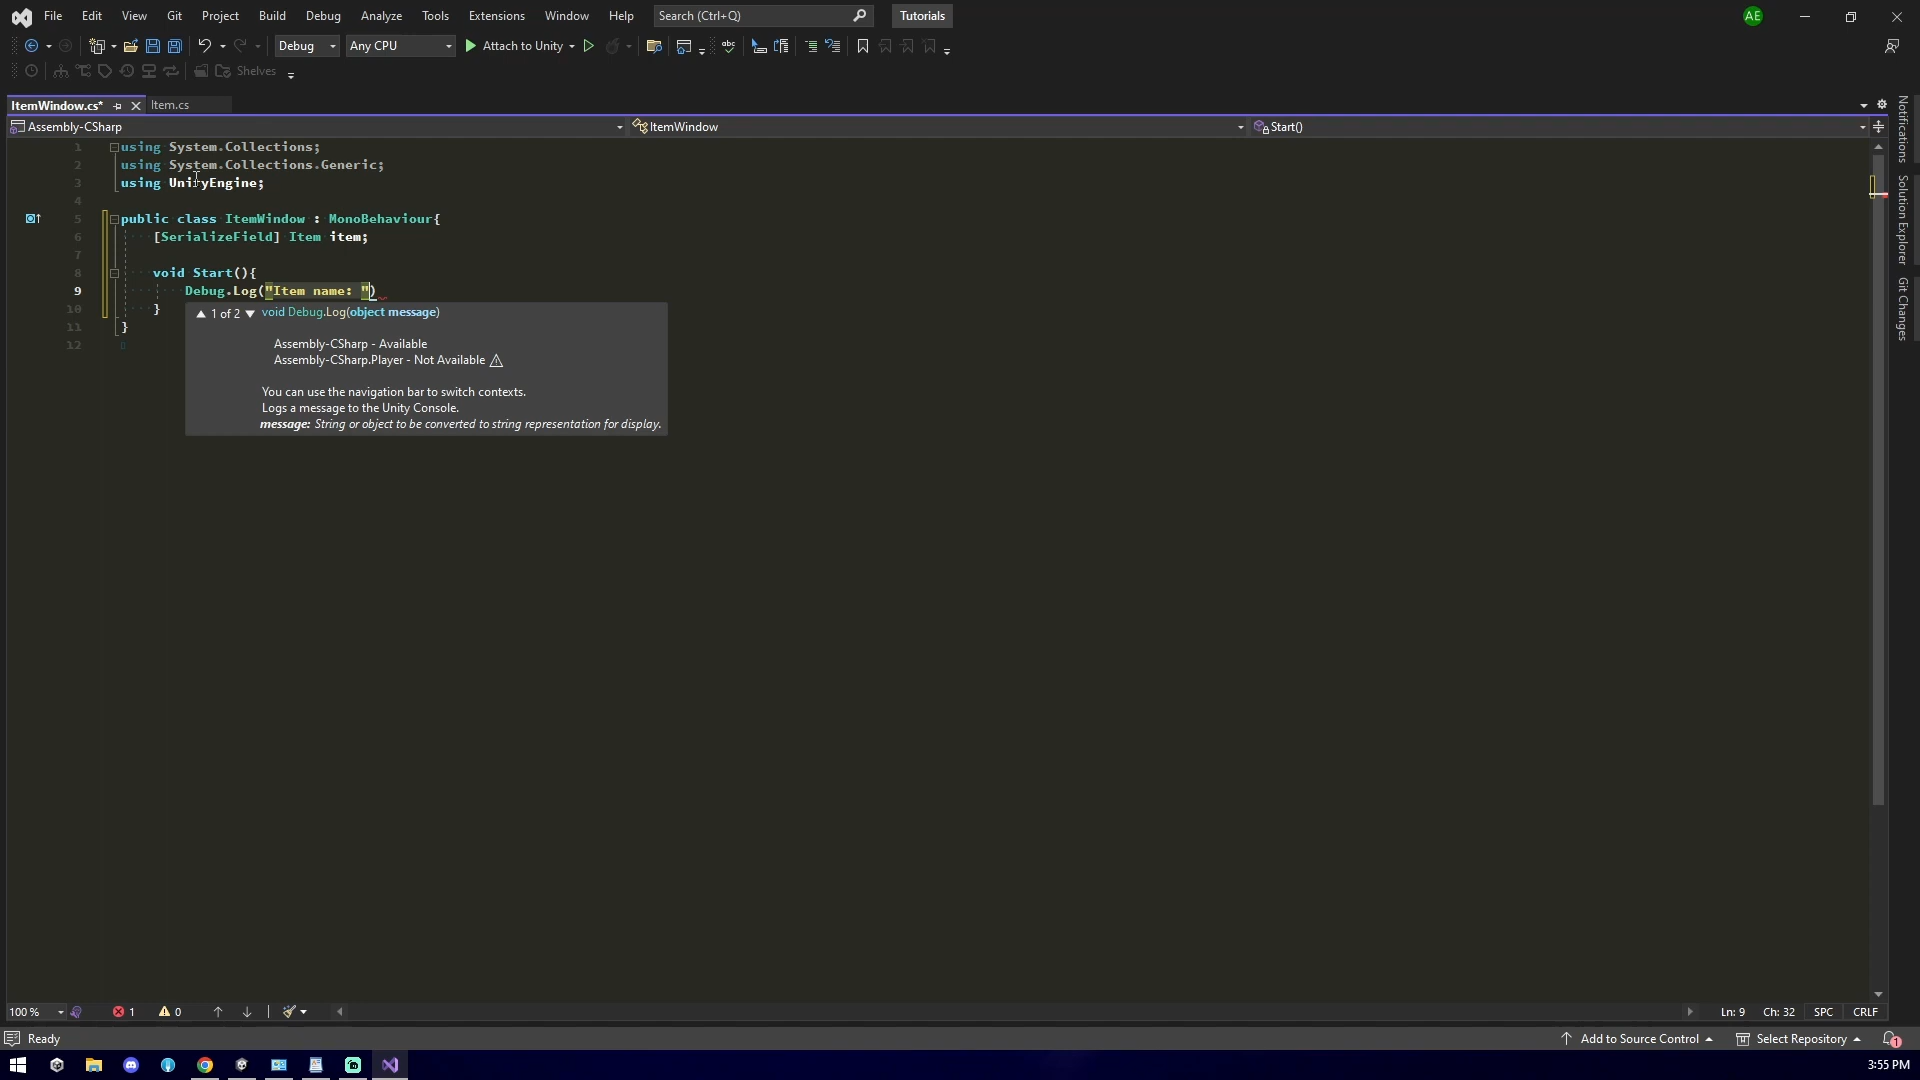 File Edit View Git Project Build Debug Analyze Tools Extensions Window Help Search (Ctrl+Q) Tutorials AE
Debug Any CPU Attach to Unity
Shelves
ItemWindow.cs* Item.cs
Assembly-CSharp ItemWindow Start()
1 using System.Collections;
2 using System.Collections.Generic;
3 using UnityEngine;
4
5 public class ItemWindow : MonoBehaviour{
6 [SerializeField] Item item;
7
8 void Start(){
9 Debug.Log("Item name: ")
10 }
11 }
12
1 of 2 void Debug.Log(object message)
Assembly-CSharp - Available
Assembly-CSharp.Player - Not Available
You can use the navigation bar to switch contexts.
Logs a message to the Unity Console.
message: String or object to be converted to string representation for display.
Notifications
Solution Explorer
Git Changes
100 % 1 0 Ln: 9 Ch: 32 SPC CRLF
Ready Add to Source Control Select Repository 1
3:55 PM